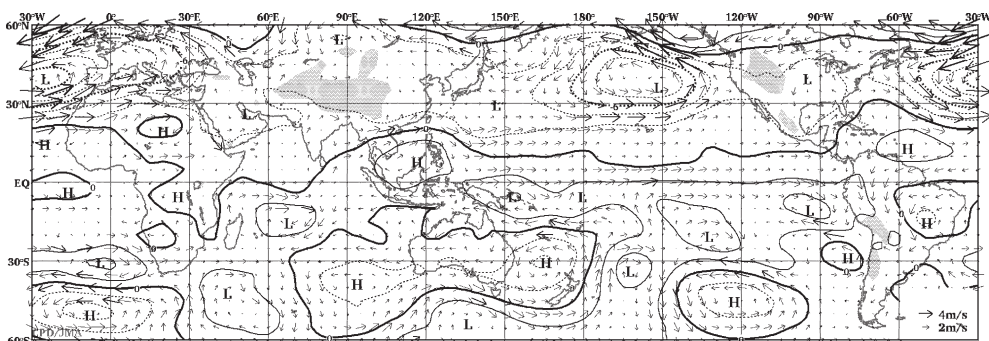 30°W 0° 30°E 60°E 90°E 120°E 150°E 180° 150°W 120°W 90°W 60°W 30°W
60°N
L
L L L L
30°N L
L
H H H
H
EQ
H H L
L L H
L
30°S L H L H
L H
H H
L
CPD/JMA 4m/s
2m/s
60°S